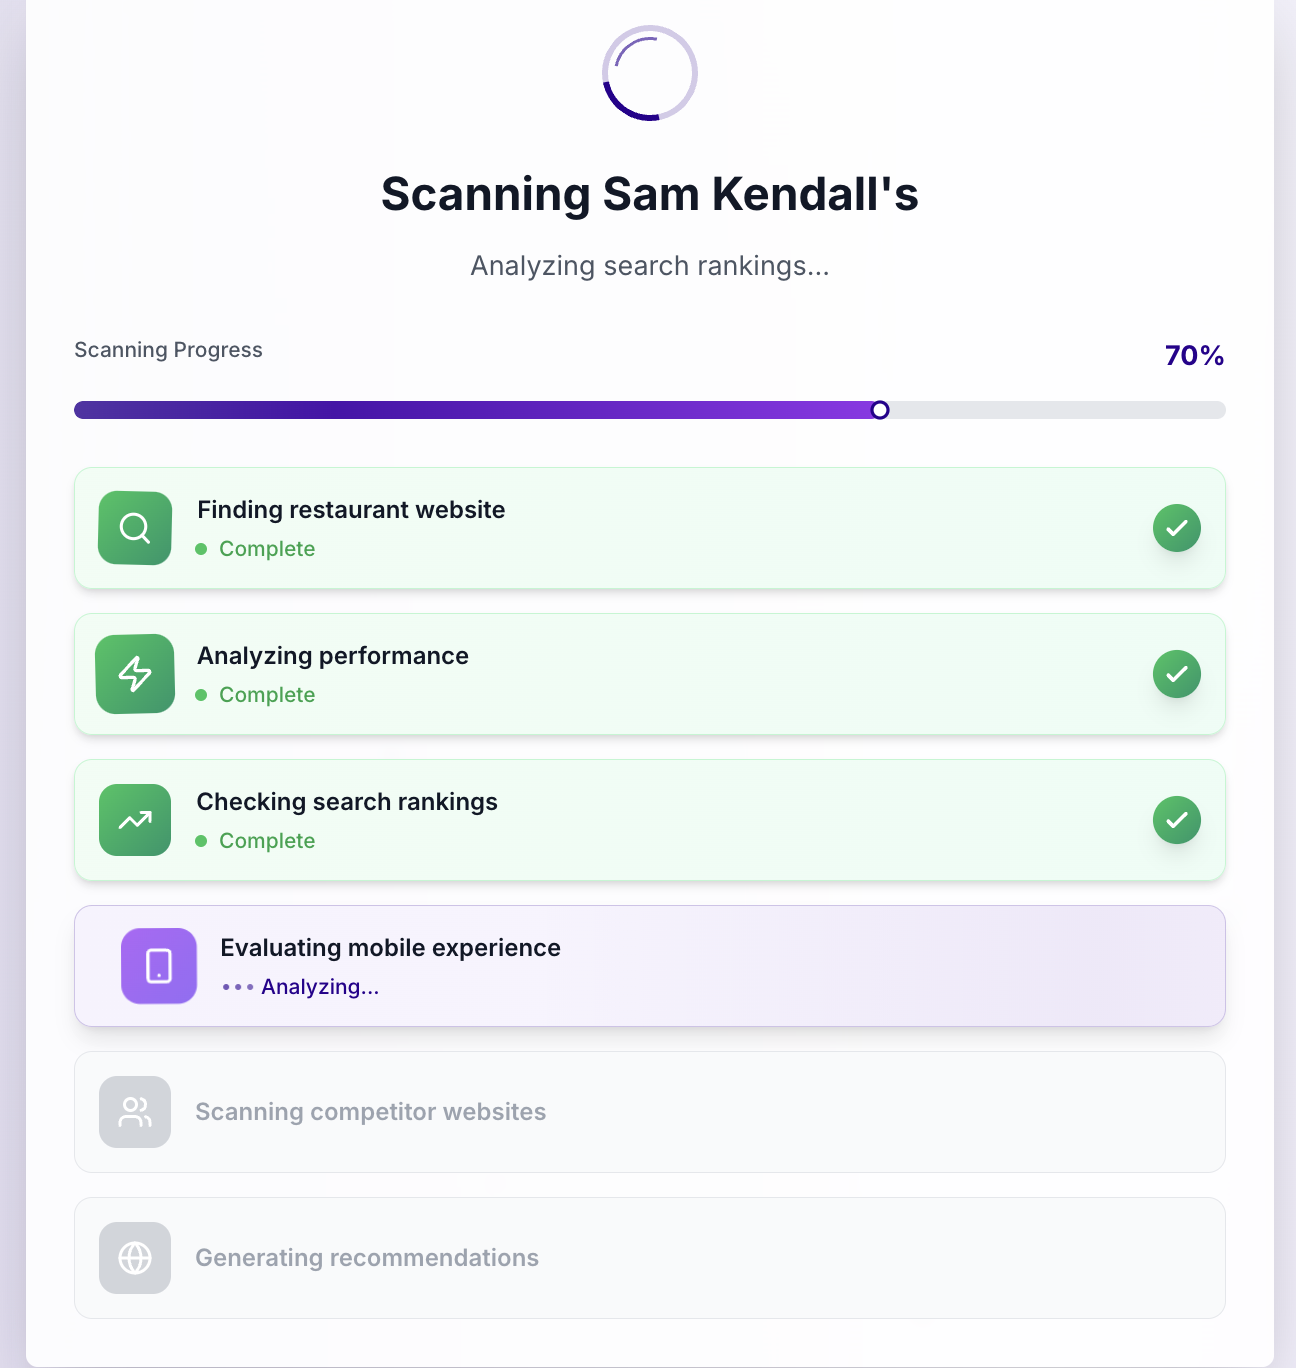 Scanning Sam Kendall's
Analyzing search rankings...
Scanning Progress
70%
Finding restaurant website
Complete
Analyzing performance
Complete
Checking search rankings
Complete
Evaluating mobile experience
Analyzing...
Scanning competitor websites
Generating recommendations